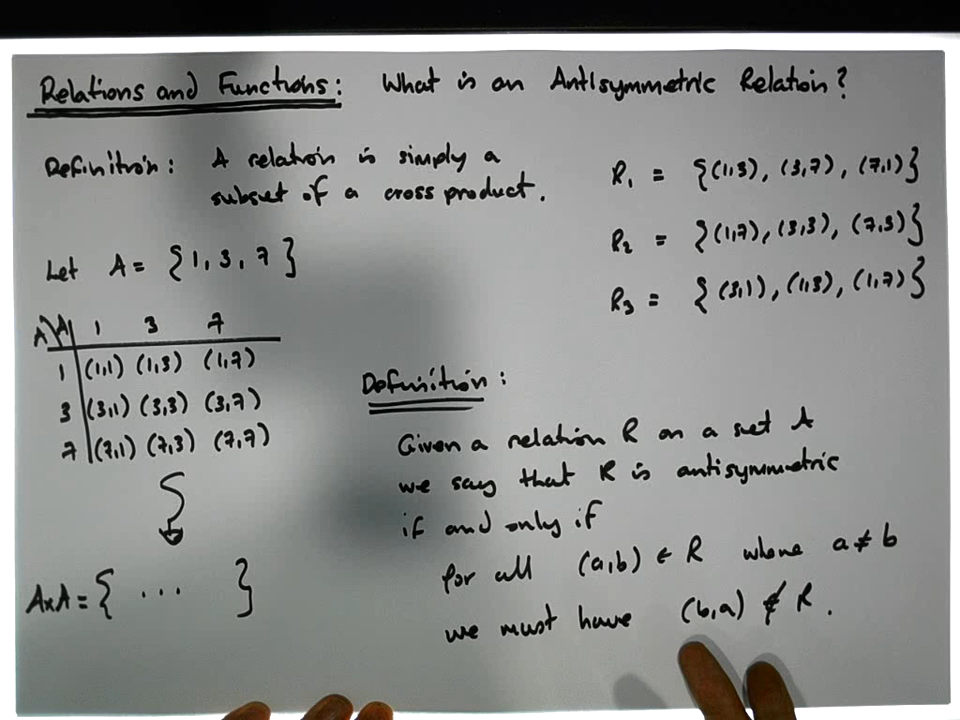 Relations and Functions: What is an Antisymmetric Relation?
Definition: A relation is simply a
subset of a cross product.
Let A = {1, 3, 7}
A\A 1 3 7
1 (1,1) (1,3) (1,7)
3 (3,1) (3,3) (3,7)
7 (7,1) (7,3) (7,7)
A×A = { ... }
R₁ = {(1,3), (3,7), (7,1)}
R₂ = {(1,7), (3,3), (7,3)}
R₃ = {(3,1), (1,3), (1,7)}
Definition:
Given a relation R on a set A
we say that R is antisymmetric
if and only if
for all (a,b) ∈ R where a ≠ b
we must have (b,a) ∉ R.